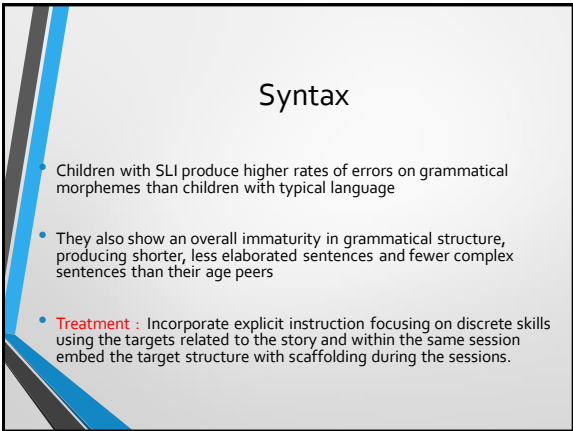 Syntax
• Children with SLI produce higher rates of errors on grammatical
morphemes than children with typical language
• They also show an overall immaturity in grammatical structure,
producing shorter, less elaborated sentences and fewer complex
sentences than their age peers
• Treatment : Incorporate explicit instruction focusing on discrete skills
using the targets related to the story and within the same session
embed the target structure with scaffolding during the sessions.